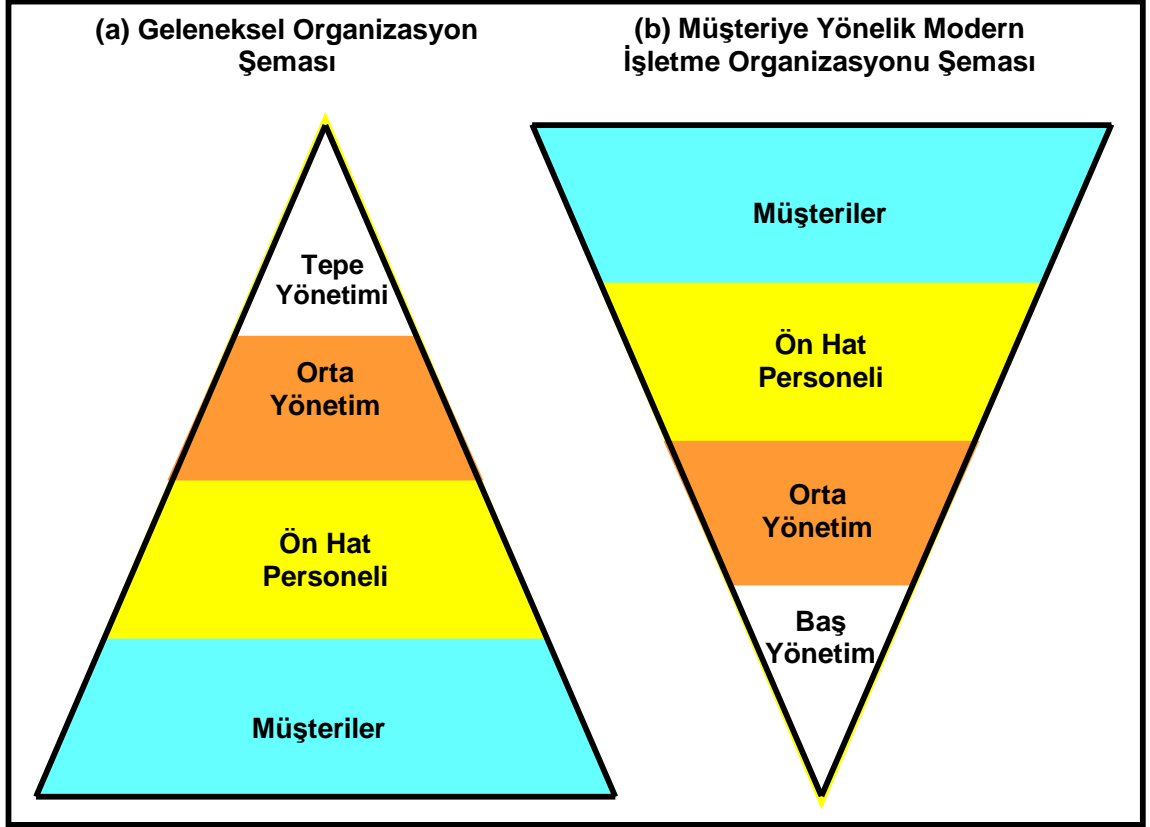 (a) Geleneksel Organizasyon
Şeması
Tepe
Yönetimi
Orta
Yönetim
Ön Hat
Personeli
Müşteriler
(b) Müşteriye Yönelik Modern
İşletme Organizasyonu Şeması
Müşteriler
Ön Hat
Personeli
Orta
Yönetim
Baş
Yönetim